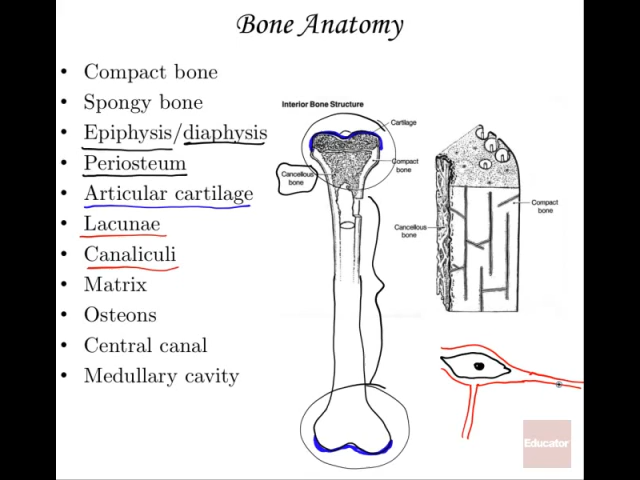 Bone Anatomy
• Compact bone
• Spongy bone
• Epiphysis/diaphysis
• Periosteum
• Articular cartilage
• Lacunae
• Canaliculi
• Matrix
• Osteons
• Central canal
• Medullary cavity
Interior Bone Structure
Cartilage
Compact
bone
Cancellous
bone
Cancellous
bone
Compact
bone
Educator